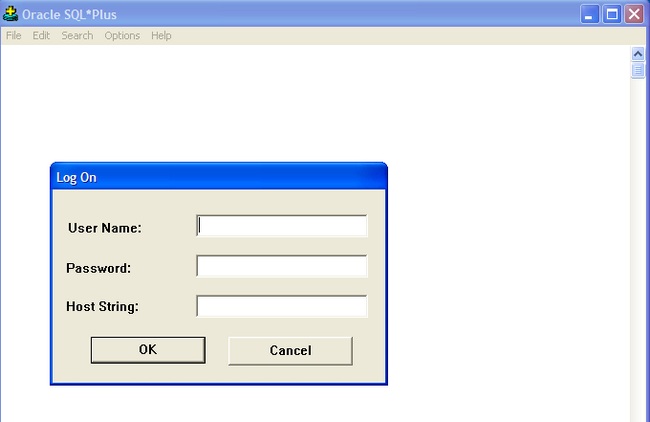 Oracle SQL*Plus
File Edit Search Options Help
Log On
User Name:
Password:
Host String:
OK Cancel